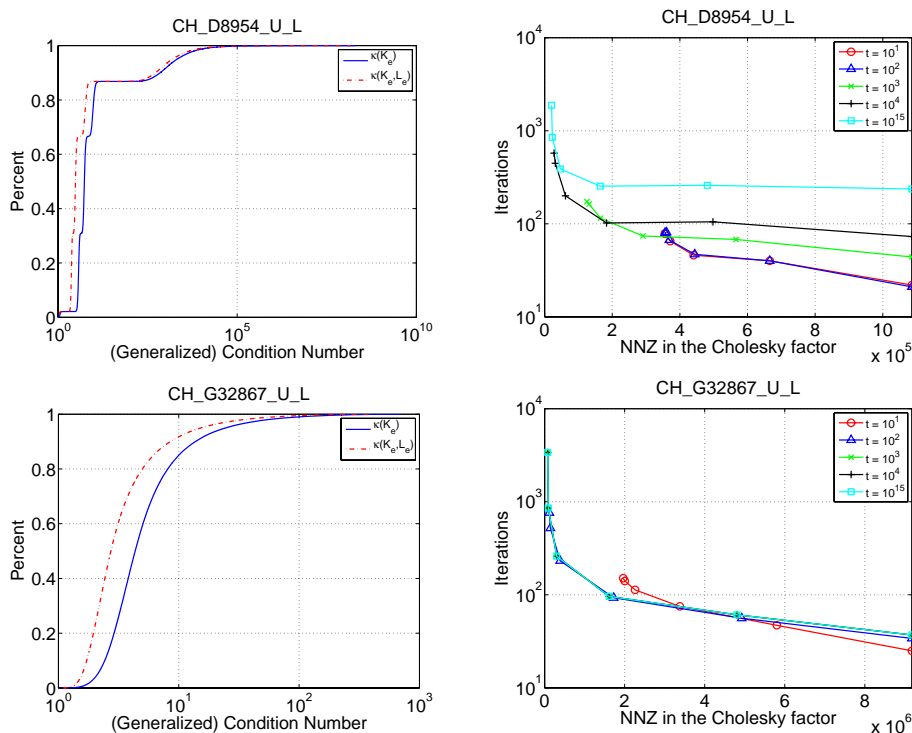 CH_D8954_U_L
1
0.8
0.6
0.4
0.2
0
Percent
κ(K_e)
κ(K_e,L_e)
10^0
10^5
10^10
(Generalized) Condition Number
CH_D8954_U_L
10^4
10^3
10^2
10^1
Iterations
t = 10^1
t = 10^2
t = 10^3
t = 10^4
t = 10^15
0
2
4
6
8
10
x 10^5
NNZ in the Cholesky factor
CH_G32867_U_L
1
0.8
0.6
0.4
0.2
0
Percent
κ(K_e)
κ(K_e,L_e)
10^0
10^1
10^2
10^3
(Generalized) Condition Number
CH_G32867_U_L
10^4
10^3
10^2
10^1
Iterations
t = 10^1
t = 10^2
t = 10^3
t = 10^4
t = 10^15
0
2
4
6
8
x 10^6
NNZ in the Cholesky factor